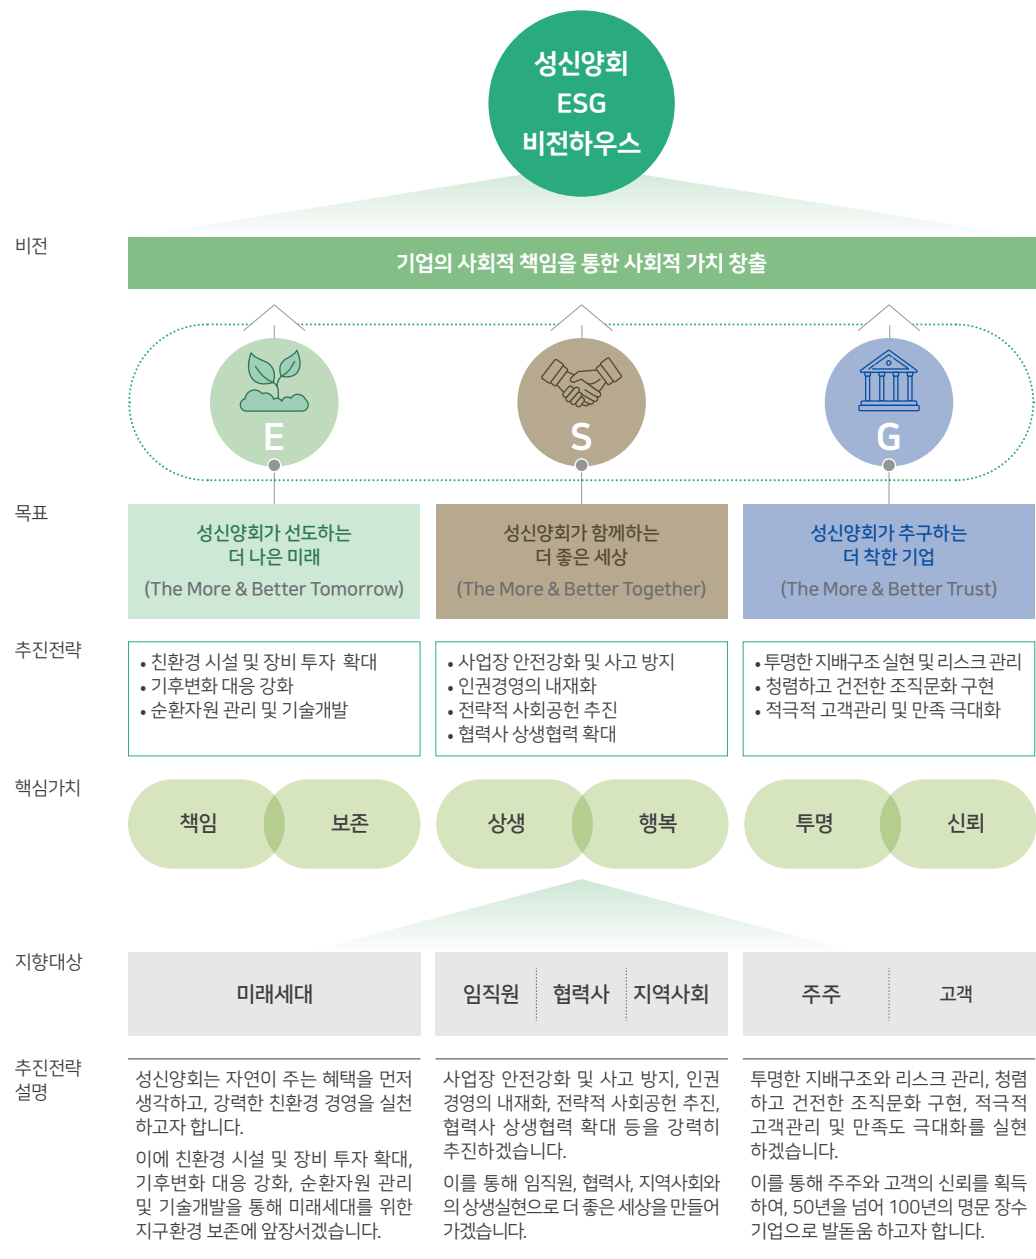 성신양회
ESG
비전하우스
비전
기업의 사회적 책임을 통한 사회적 가치 창출
E
S
G
목표
성신양회가 선도하는
더 나은 미래
(The More & Better Tomorrow)
성신양회가 함께하는
더 좋은 세상
(The More & Better Together)
성신양회가 추구하는
더 착한 기업
(The More & Better Trust)
추진전략
• 친환경 시설 및 장비 투자 확대
• 기후변화 대응 강화
• 순환자원 관리 및 기술개발
• 사업장 안전강화 및 사고 방지
• 인권경영의 내재화
• 전략적 사회공헌 추진
• 협력사 상생협력 확대
• 투명한 지배구조 실현 및 리스크 관리
• 청렴하고 건전한 조직문화 구현
• 적극적 고객관리 및 만족 극대화
핵심가치
책임
보존
상생
행복
투명
신뢰
지향대상
미래세대
임직원
협력사
지역사회
주주
고객
추진전략
설명
성신양회는 자연이 주는 혜택을 먼저
생각하고, 강력한 친환경 경영을 실천
하고자 합니다.
이에 친환경 시설 및 장비 투자 확대,
기후변화 대응 강화, 순환자원 관리
및 기술개발을 통해 미래세대를 위한
지구환경 보존에 앞장서겠습니다.
사업장 안전강화 및 사고 방지, 인권
경영의 내재화, 전략적 사회공헌 추진,
협력사 상생협력 확대 등을 강력히
추진하겠습니다.
이를 통해 임직원, 협력사, 지역사회와
의 상생실현으로 더 좋은 세상을 만들어
가겠습니다.
투명한 지배구조와 리스크 관리, 청렴
하고 건전한 조직문화 구현, 적극적
고객관리 및 만족도 극대화를 실현
하겠습니다.
이를 통해 주주와 고객의 신뢰를 획득
하여, 50년을 넘어 100년의 명문 장수
기업으로 발돋움 하고자 합니다.